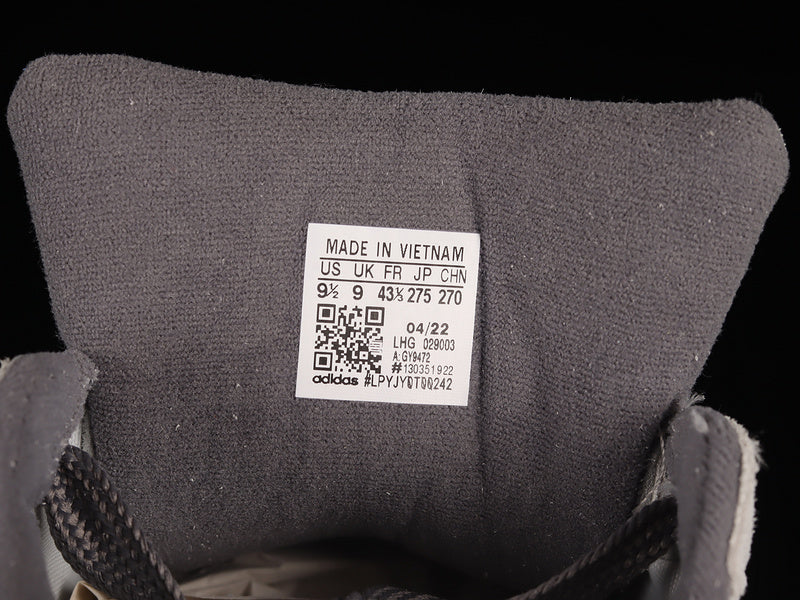 MADE IN VIETNAM
US UK FR JP CHN
9½ 9 43⅓ 275 270
04/22
LHG 029003
A:GY9472
#130351922
adidas #LPYJYQT00242